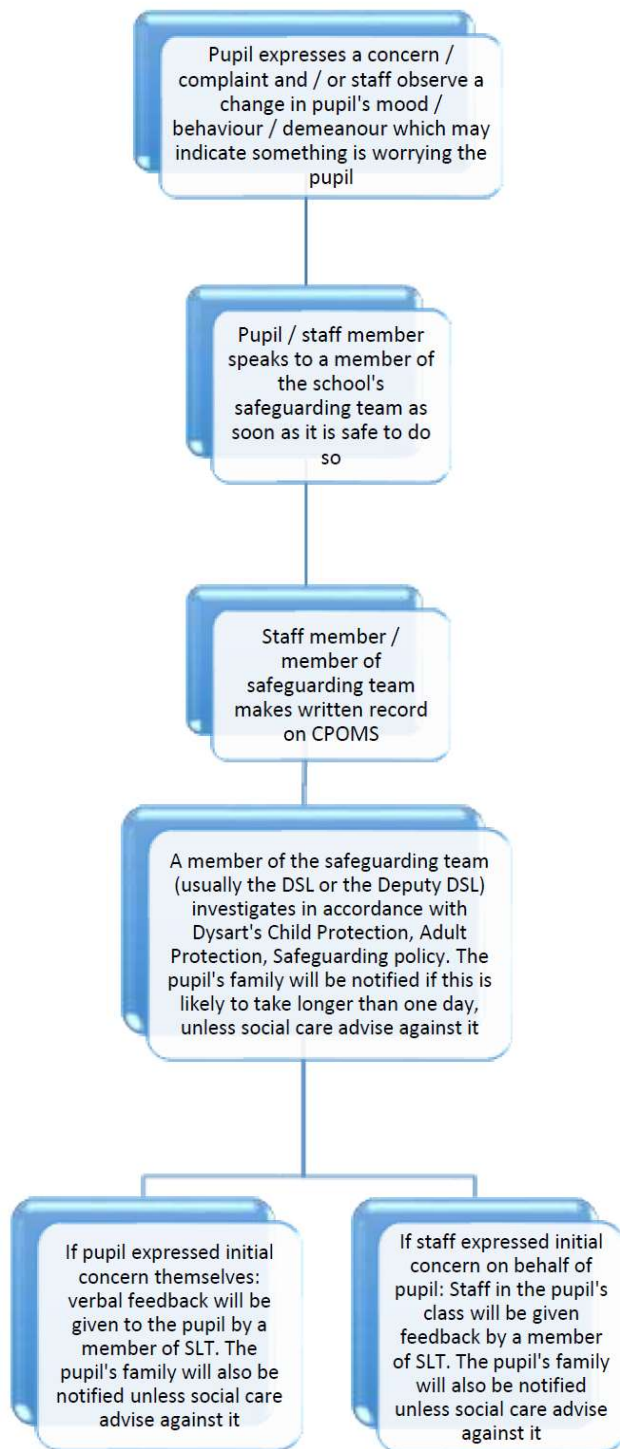 Pupil expresses a concern /
complaint and / or staff observe a
change in pupil's mood /
behaviour / demeanour which may
indicate something is worrying the
pupil
Pupil / staff member
speaks to a member of
the school's
safeguarding team as
soon as it is safe to do
so
Staff member /
member of
safeguarding team
makes written record
on CPOMS
A member of the safeguarding team
(usually the DSL or the Deputy DSL)
investigates in accordance with
Dysart's Child Protection, Adult
Protection, Safeguarding policy. The
pupil's family will be notified if this is
likely to take longer than one day,
unless social care advise against it
If pupil expressed initial
concern themselves:
verbal feedback will be
given to the pupil by a
member of SLT. The
pupil's family will also be
notified unless social care
advise against it
If staff expressed initial
concern on behalf of
pupil: Staff in the pupil's
class will be given
feedback by a member
of SLT. The pupil's family
will also be notified
unless social care advise
against it